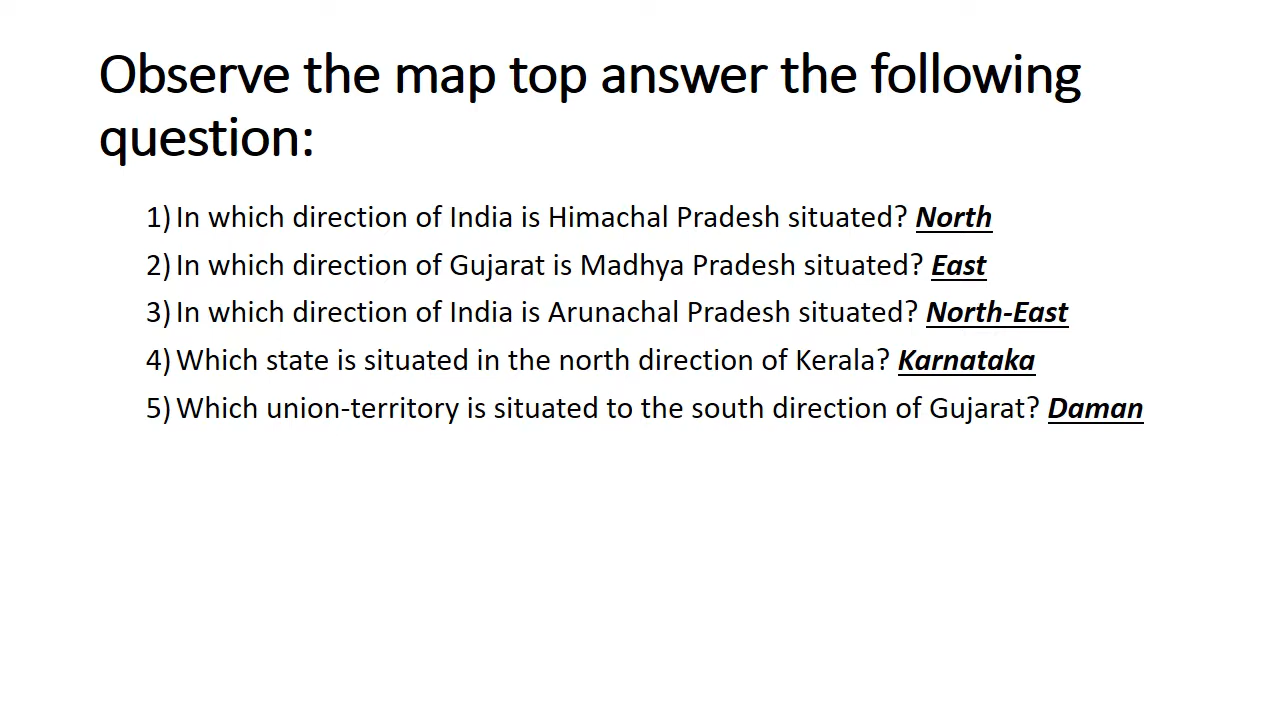 Observe the map top answer the following
question:
1) In which direction of India is Himachal Pradesh situated? North
2) In which direction of Gujarat is Madhya Pradesh situated? East
3) In which direction of India is Arunachal Pradesh situated? North-East
4) Which state is situated in the north direction of Kerala? Karnataka
5) Which union-territory is situated to the south direction of Gujarat? Daman